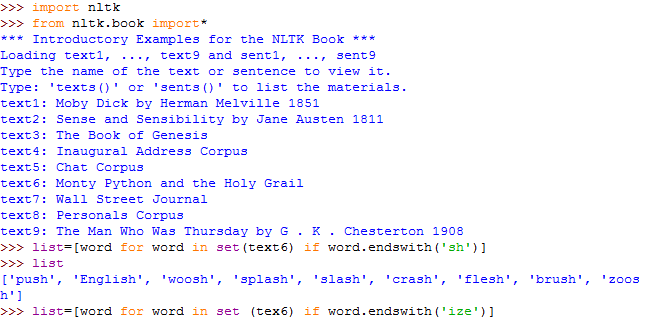 >>> import nltk
>>> from nltk.book import*
*** Introductory Examples for the NLTK Book ***
Loading text1, ..., text9 and sent1, ..., sent9
Type the name of the text or sentence to view it.
Type: 'texts()' or 'sents()' to list the materials.
text1: Moby Dick by Herman Melville 1851
text2: Sense and Sensibility by Jane Austen 1811
text3: The Book of Genesis
text4: Inaugural Address Corpus
text5: Chat Corpus
text6: Monty Python and the Holy Grail
text7: Wall Street Journal
text8: Personals Corpus
text9: The Man Who Was Thursday by G . K . Chesterton 1908
>>> list=[word for word in set(text6) if word.endswith('sh')]
>>> list
['push', 'English', 'woosh', 'splash', 'slash', 'crash', 'flesh', 'brush', 'zoos
h']
>>> list=[word for word in set (tex6) if word.endswith('ize')]